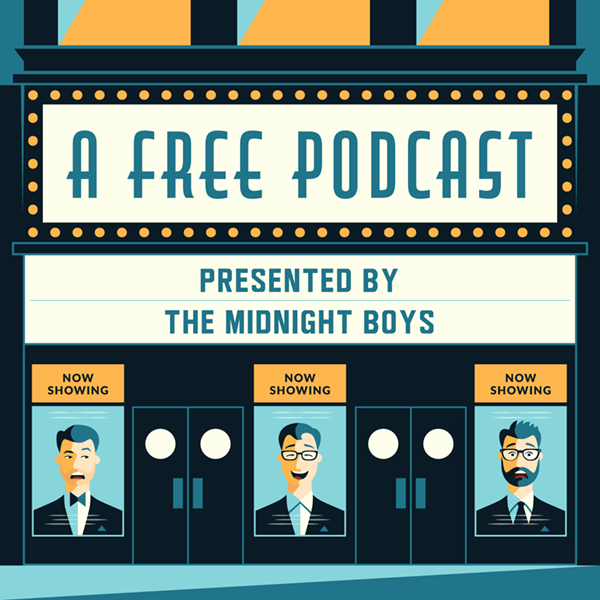 A FREE PODCAST
PRESENTED BY
THE MIDNIGHT BOYS
NOW
SHOWING
NOW
SHOWING
NOW
SHOWING